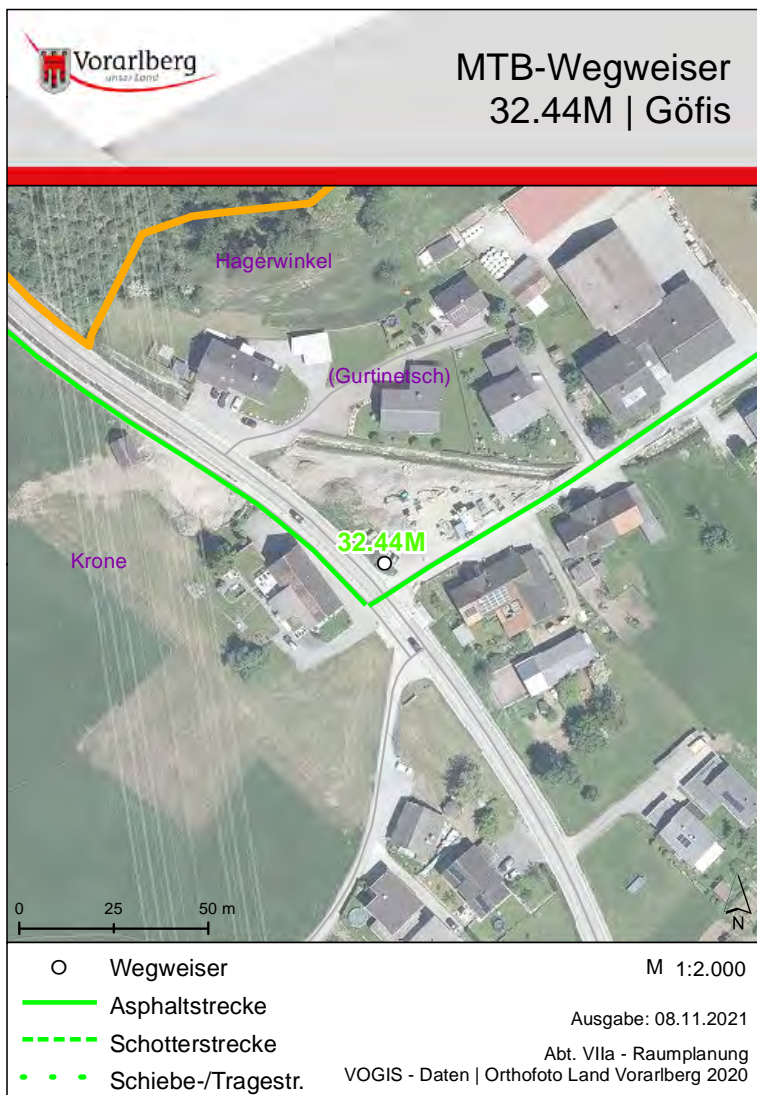 Vorarlberg
unser Land
MTB-Wegweiser
32.44M | Göfis
Hagerwinkel
(Gurtinetsch)
32.44M
Krone
0 25 50 m
N
Wegweiser
M 1:2.000
Asphaltstrecke
Ausgabe: 08.11.2021
Schotterstrecke
Abt. VIIa - Raumplanung
Schiebe-/Tragestr.
VOGIS - Daten | Orthofoto Land Vorarlberg 2020